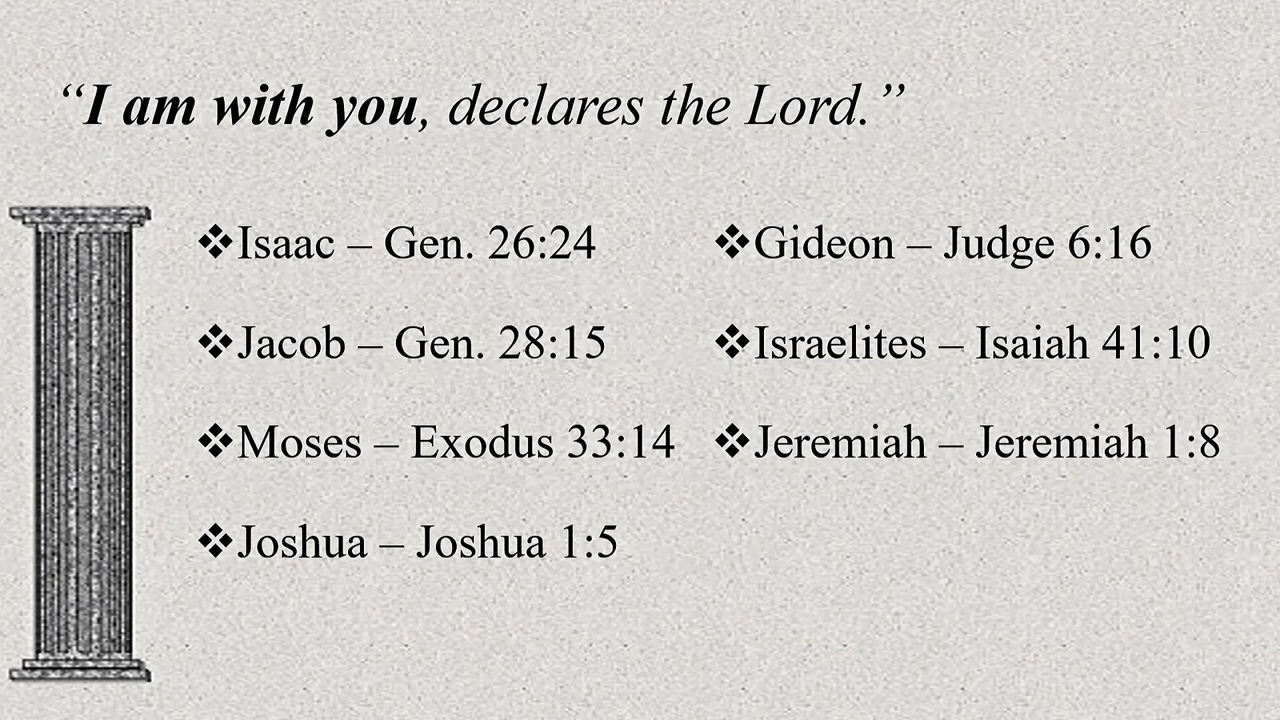 “I am with you, declares the Lord.”
❖Isaac – Gen. 26:24
❖Jacob – Gen. 28:15
❖Moses – Exodus 33:14
❖Joshua – Joshua 1:5
❖Gideon – Judge 6:16
❖Israelites – Isaiah 41:10
❖Jeremiah – Jeremiah 1:8